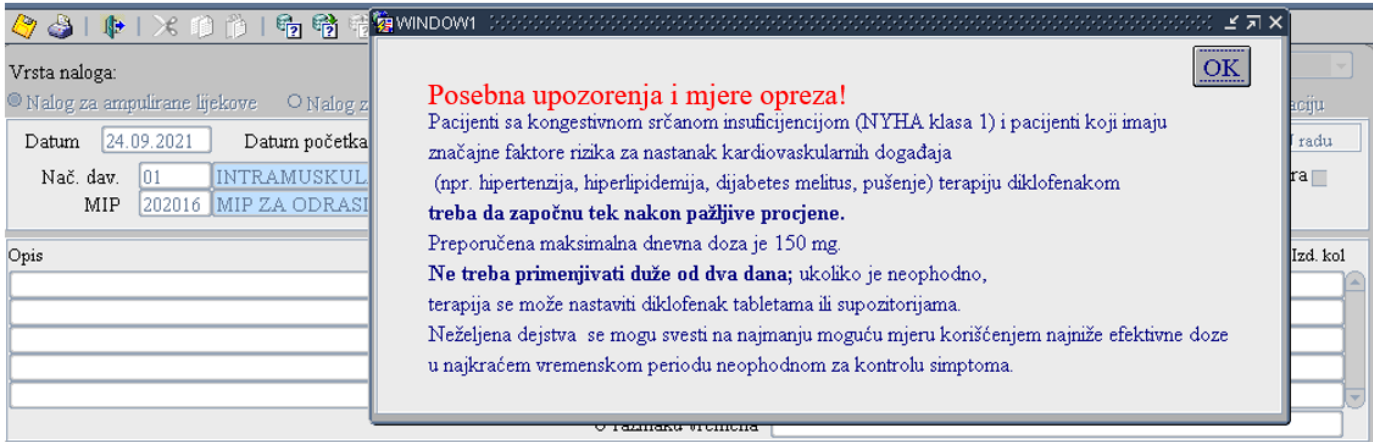 WINDOW1
OK
Vrsta naloga:
Nalog za ampulirane lijekove Nalog z
aciju
Posebna upozorenja i mjere opreza!
Pacijenti sa kongestivnom srčanom insuficijencijom (NYHA klasa 1) i pacijenti koji imaju
značajne faktore rizika za nastanak kardiovaskularnih događaja
(npr. hipertenzija, hiperlipidemija, dijabetes melitus, pušenje) terapiju diklofenakom
treba da započnu tek nakon pažljive procjene.
Preporučena maksimalna dnevna doza je 150 mg.
Ne treba primenjivati duže od dva dana; ukoliko je neophodno,
terapija se može nastaviti diklofenak tabletama ili supozitorijama.
Neželjena dejstva se mogu svesti na najmanju moguću mjeru korišćenjem najniže efektivne doze
u najkraćem vremenskom periodu neophodnom za kontrolu simptoma.
Datum 24.09.2021 Datum početka
radu
Nač. dav. 01 INTRAMUSKUL
ra
MIP 202016 MIP ZA ODRASI
Opis
Izd. kol